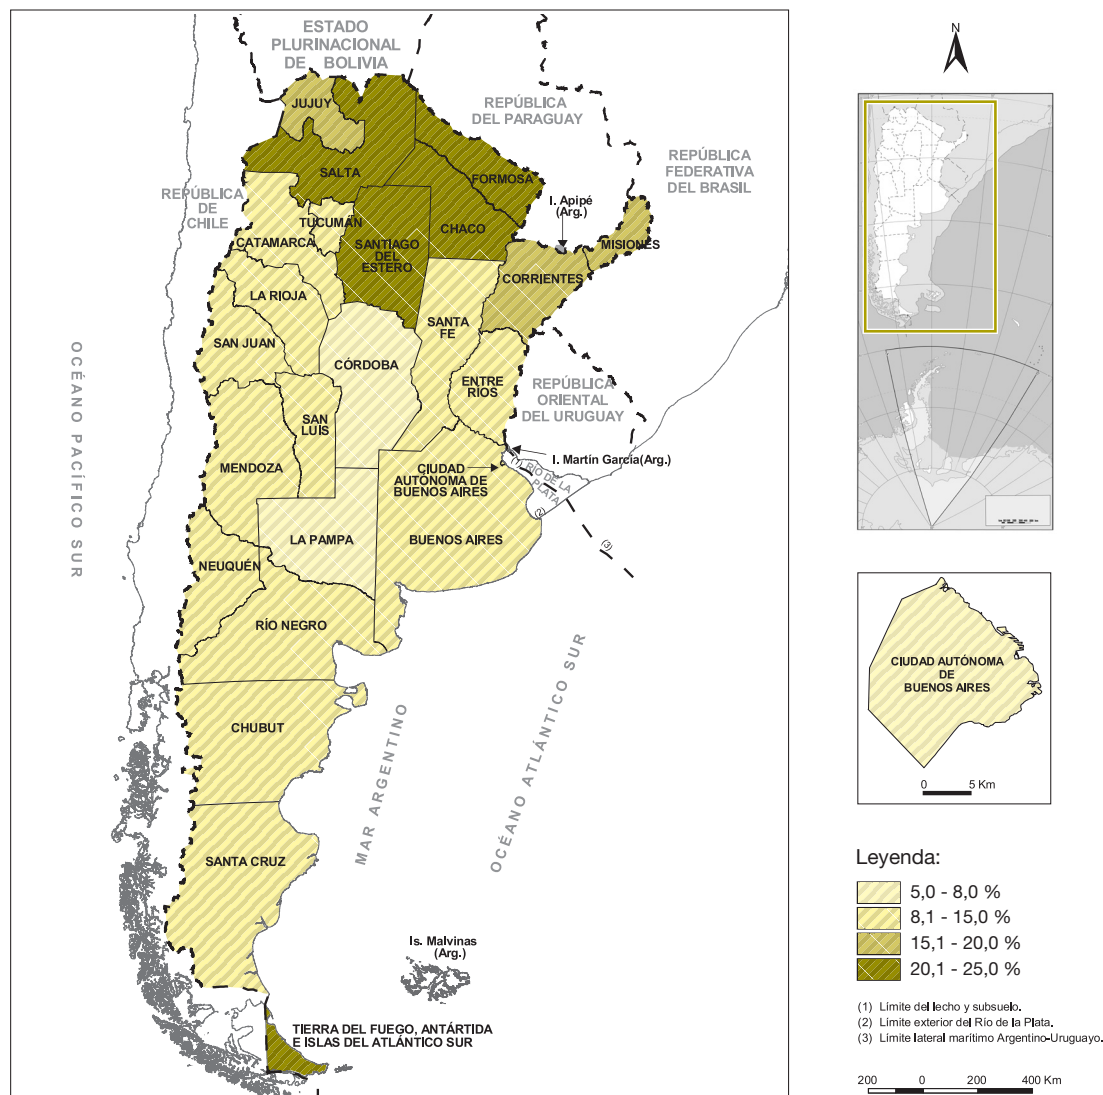 ESTADO
PLURINACIONAL
DE BOLIVIA
JUJUY
REPÚBLICA
DEL PARAGUAY
REPÚBLICA
FEDERATIVA
DEL BRASIL
SALTA
FORMOSA
REPÚBLICA
DE
CHILE
I. Apipé
(Arg.)
TUCUMÁN
CHACO
CATAMARCA
SANTIAGO
DEL
ESTERO
MISIONES
CORRIENTES
LA RIOJA
SANTA
FE
SAN JUAN
CÓRDOBA
ENTRE
RÍOS
REPÚBLICA
ORIENTAL
DEL URUGUAY
SAN
LUIS
MENDOZA
CIUDAD
AUTÓNOMA DE
BUENOS AIRES
I. Martín García(Arg.)
(1)
RÍO DE LA
PLATA
(2)
(3)
LA PAMPA
BUENOS AIRES
NEUQUÉN
RÍO NEGRO
CHUBUT
SANTA CRUZ
OCÉANO PACÍFICO SUR
MAR ARGENTINO
OCÉANO ATLÁNTICO SUR
Is. Malvinas
(Arg.)
TIERRA DEL FUEGO, ANTÁRTIDA
E ISLAS DEL ATLÁNTICO SUR
N
CIUDAD AUTÓNOMA
DE
BUENOS AIRES
0 5 Km
Leyenda:
5,0 - 8,0 %
8,1 - 15,0 %
15,1 - 20,0 %
20,1 - 25,0 %
(1) Límite del lecho y subsuelo.
(2) Límite exterior del Río de la Plata.
(3) Límite lateral marítimo Argentino-Uruguayo.
200 0 200 400 Km